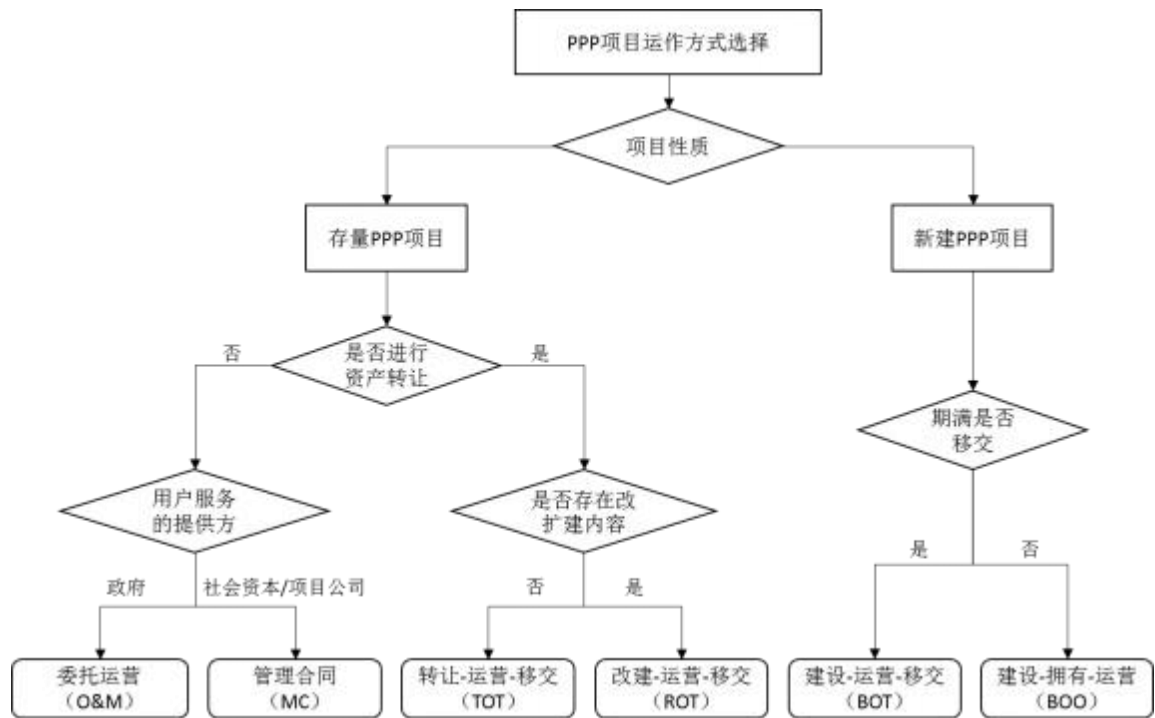 PPP项目运作方式选择
项目性质
存量PPP项目
新建PPP项目
否
是否进行
资产转让
是
期满是否
移交
用户服务
的提供方
是否存在改
扩建内容
是
否
政府
社会资本/项目公司
否
是
委托运营
（O&M）
管理合同
（MC）
转让-运营-移交
（TOT）
改建-运营-移交
（ROT）
建设-运营-移交
（BOT）
建设-拥有-运营
（BOO）